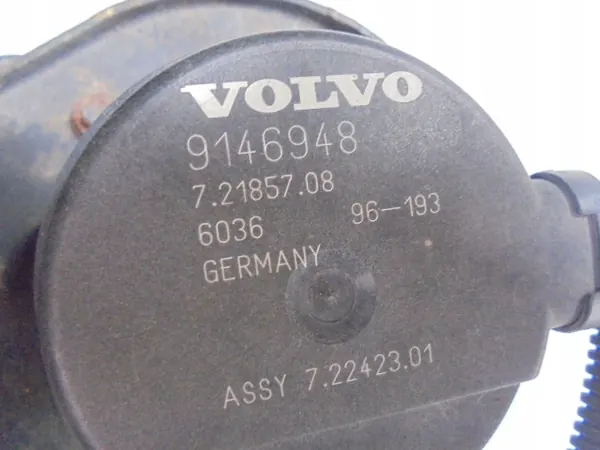 VOLVO
9146948
7.21857.08
6036 96-193
GERMANY
ASSY 7.22423.01